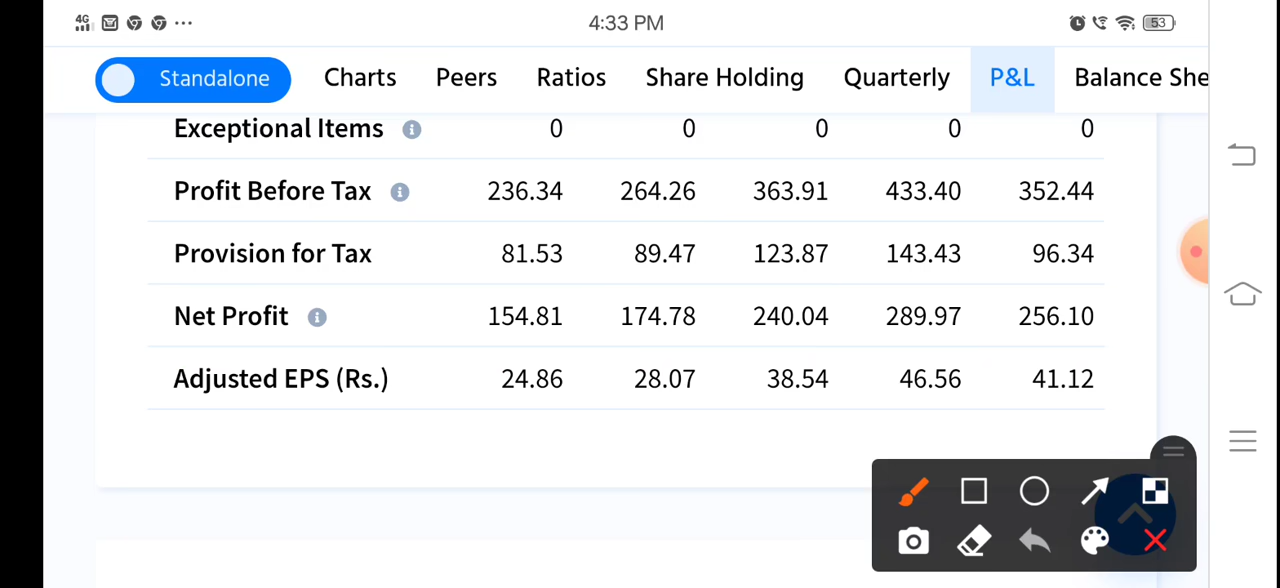 4G 4:33 PM 53
Standalone Charts Peers Ratios Share Holding Quarterly P&L Balance She
Exceptional Items 0 0 0 0 0
Profit Before Tax 236.34 264.26 363.91 433.40 352.44
Provision for Tax 81.53 89.47 123.87 143.43 96.34
Net Profit 154.81 174.78 240.04 289.97 256.10
Adjusted EPS (Rs.) 24.86 28.07 38.54 46.56 41.12